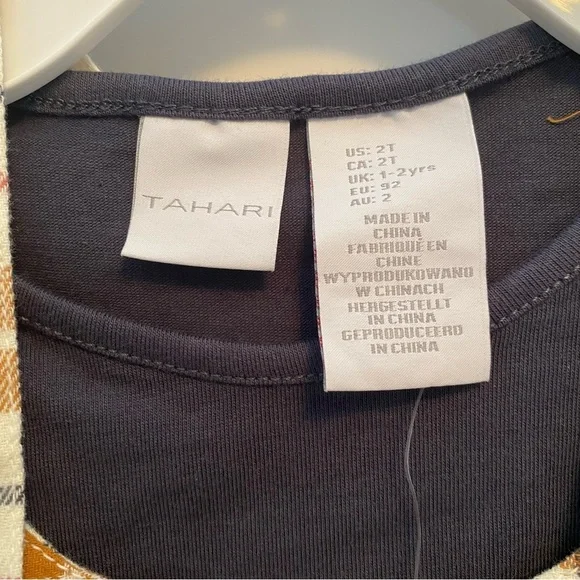 TAHARI
US: 2T
CA: 2T
UK: 1-2yrs
EU: 92
AU: 2
MADE IN
CHINA
FABRIQUÉ EN
CHINE
WYPRODUKOWANO
W CHINACH
HERGESTELLT
IN CHINA
GEPRODUCEERD
IN CHINA